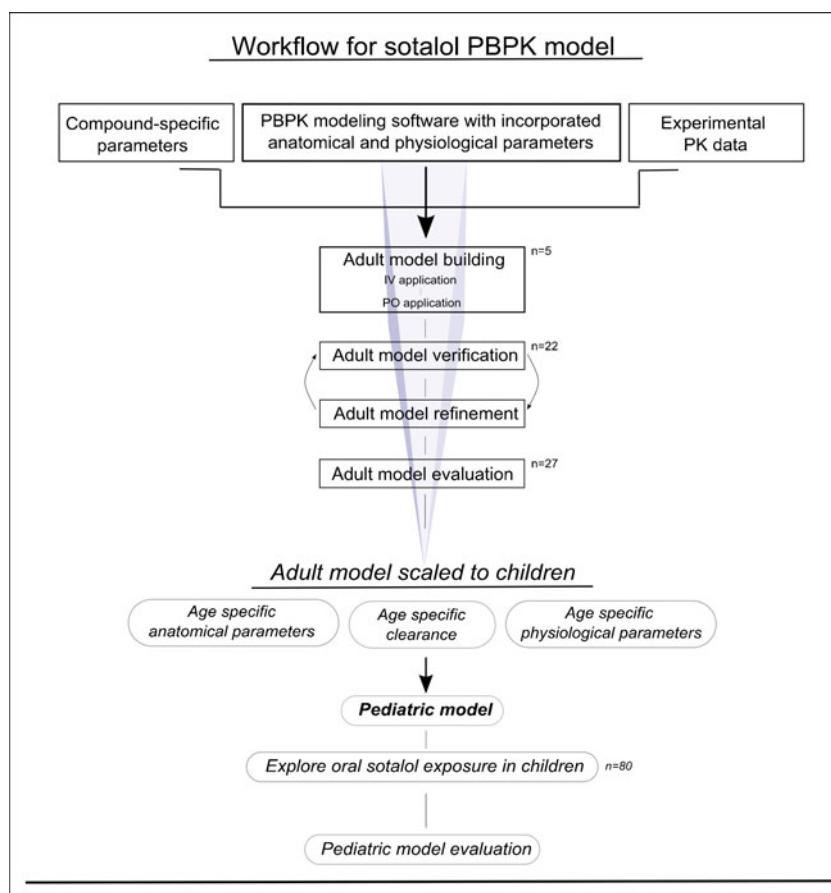 Workflow for sotalol PBPK model
Compound-specific
parameters
PBPK modeling software with incorporated
anatomical and physiological parameters
Experimental
PK data
Adult model building
IV application
PO application
n=5
Adult model verification
n=22
Adult model refinement
Adult model evaluation
n=27
Adult model scaled to children
Age specific
anatomical parameters
Age specific
clearance
Age specific
physiological parameters
Pediatric model
Explore oral sotalol exposure in children
n=80
Pediatric model evaluation